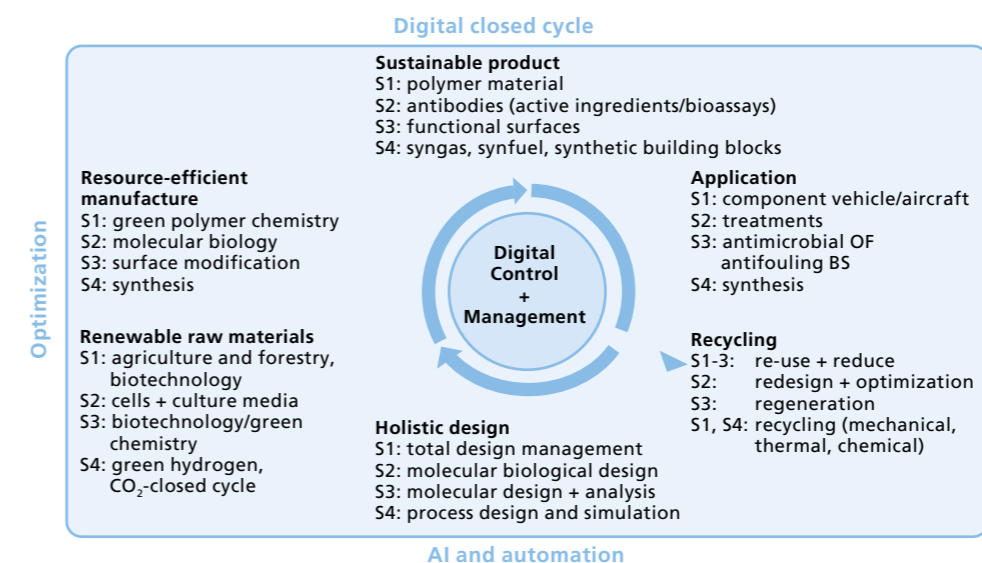 Digital closed cycle
Sustainable product
S1: polymer material
S2: antibodies (active ingredients/bioassays)
S3: functional surfaces
S4: syngas, synfuel, synthetic building blocks
Resource-efficient
manufacture
S1: green polymer chemistry
S2: molecular biology
S3: surface modification
S4: synthesis
Application
S1: component vehicle/aircraft
S2: treatments
S3: antimicrobial OF
antifouling BS
S4: synthesis
Digital
Control
+
Management
Optimization
Renewable raw materials
S1: agriculture and forestry,
biotechnology
S2: cells + culture media
S3: biotechnology/green
chemistry
S4: green hydrogen,
CO₂-closed cycle
Recycling
S1-3: re-use + reduce
S2: redesign + optimization
S3: regeneration
S1, S4: recycling (mechanical,
thermal, chemical)
Holistic design
S1: total design management
S2: molecular biological design
S3: molecular design + analysis
S4: process design and simulation
AI and automation